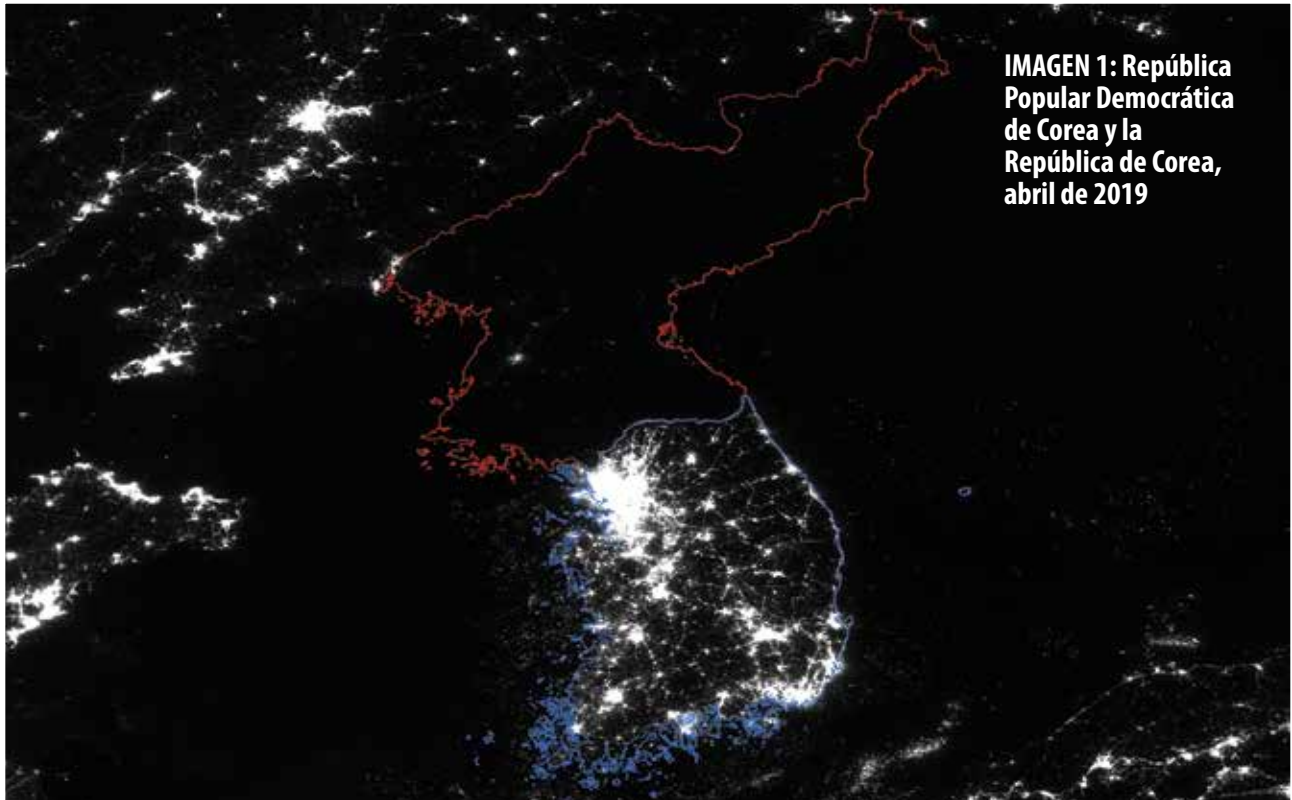 IMAGEN 1: República
Popular Democrática
de Corea y la
República de Corea,
abril de 2019